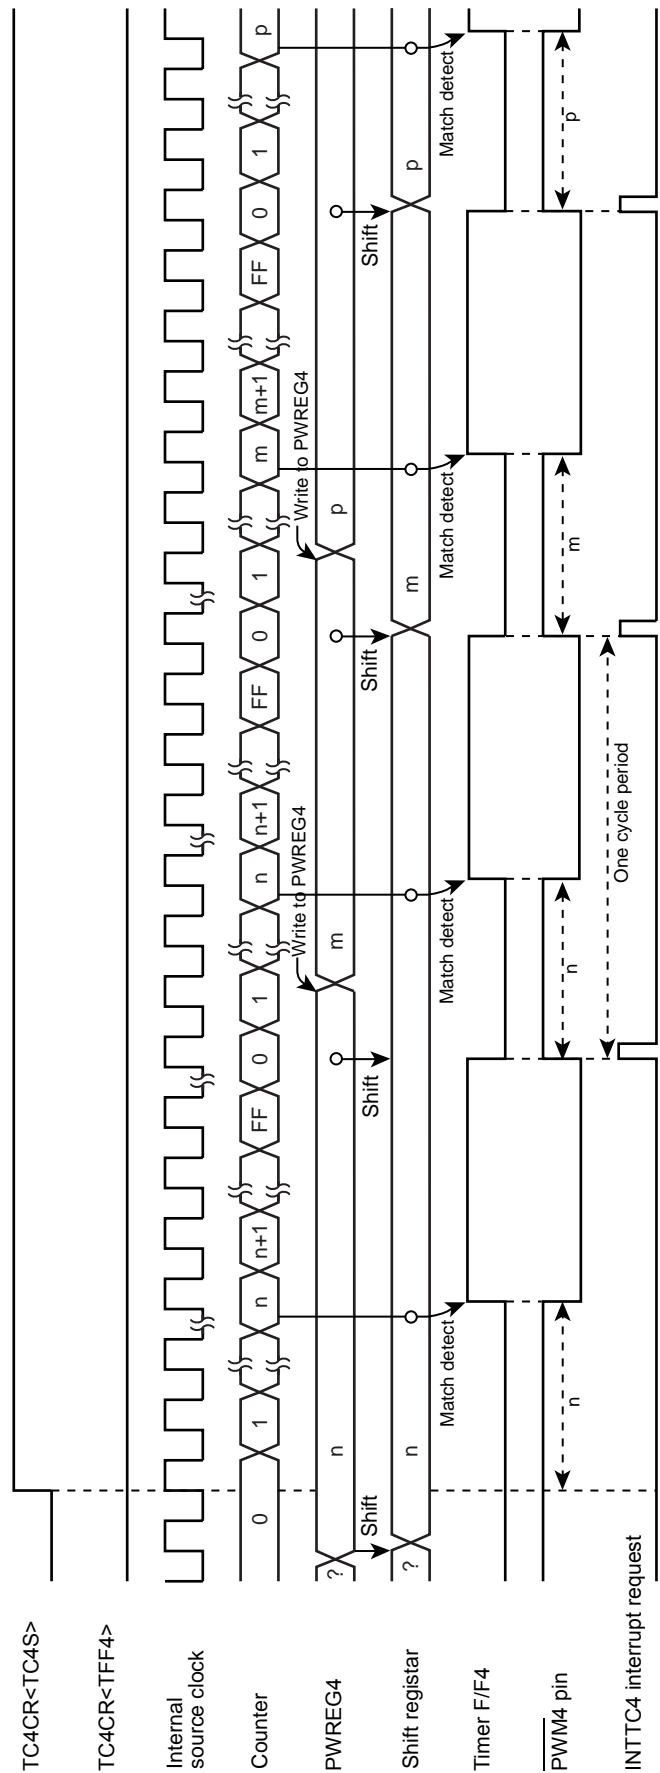 TC4CR<TC4S>
TC4CR<TFF4>
Internal
source clock
Counter
0
1
n
n+1
FF
0
1
n
n+1
FF
0
1
m
m+1
FF
0
1
p
Write to PWREG4
Write to PWREG4
PWREG4
?
n
m
p
Shift
Shift
Shift
Shift
Shift registar
?
n
m
p
Match detect
Match detect
Match detect
Match detect
Timer F/F4
PWM4 pin
n
n
m
p
One cycle period
INTTC4 interrupt request